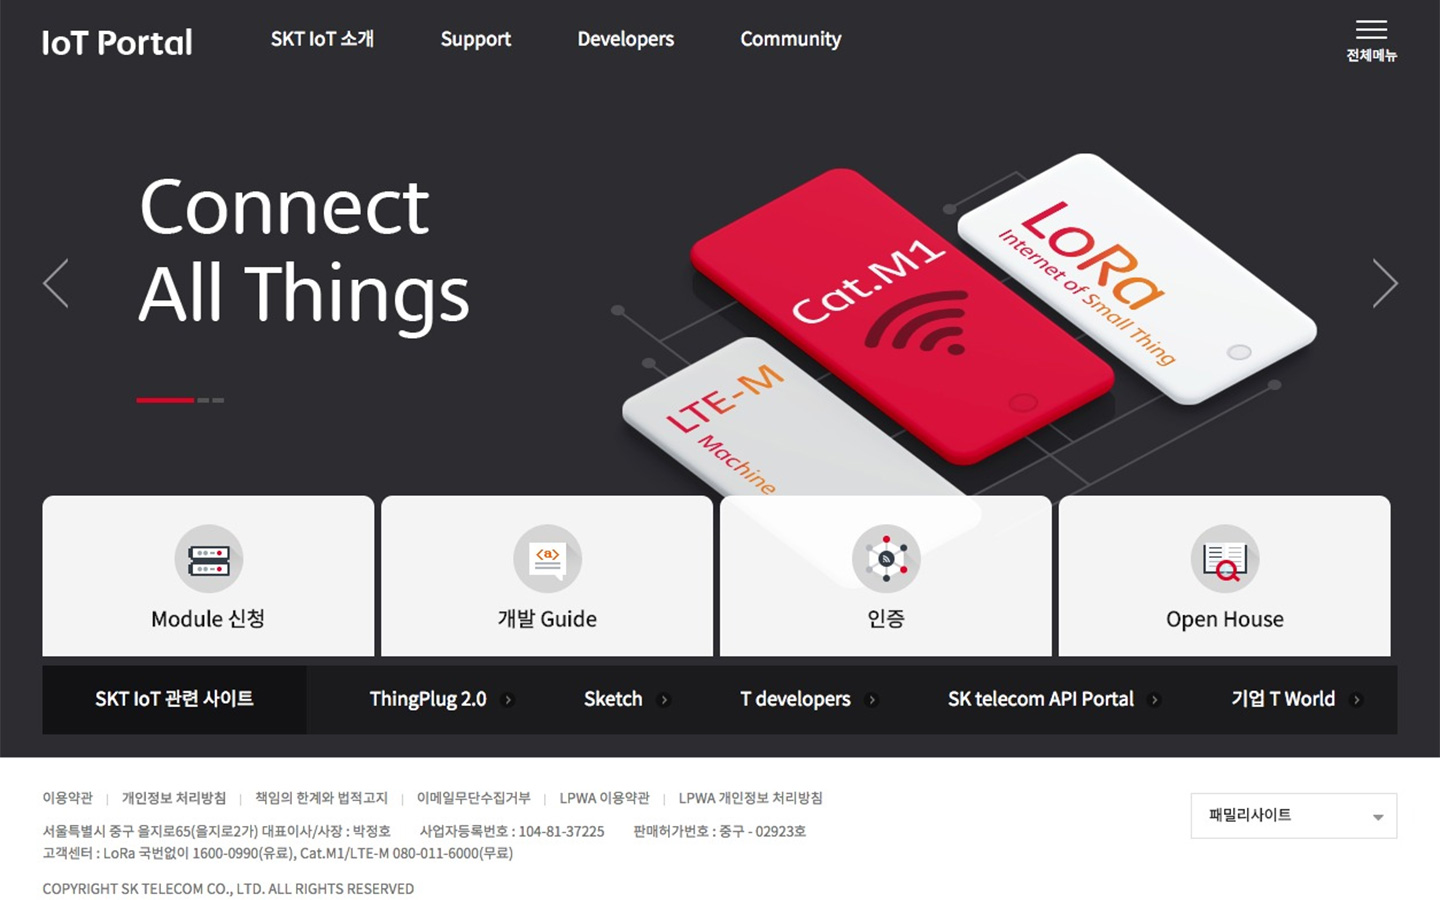 IoT Portal
SKT IoT 소개
Support
Developers
Community
전체메뉴
Connect
All Things
Cat.M1
LoRa
Internet of Small Thing
LTE-M
Machine
Module 신청
개발 Guide
인증
Open House
SKT IoT 관련 사이트
ThingPlug 2.0
Sketch
T developers
SK telecom API Portal
기업 T World
이용약관 | 개인정보 처리방침 | 책임의 한계와 법적고지 | 이메일무단수집거부 | LPWA 이용약관 | LPWA 개인정보 처리방침
패밀리사이트
서울특별시 중구 을지로65(을지로2가) 대표이사/사장 : 박정호 사업자등록번호 : 104-81-37225 판매허가번호 : 중구 - 02923호
고객센터 : LoRa 국번없이 1600-0990(유료), Cat.M1/LTE-M 080-011-6000(무료)
COPYRIGHT SK TELECOM CO., LTD. ALL RIGHTS RESERVED